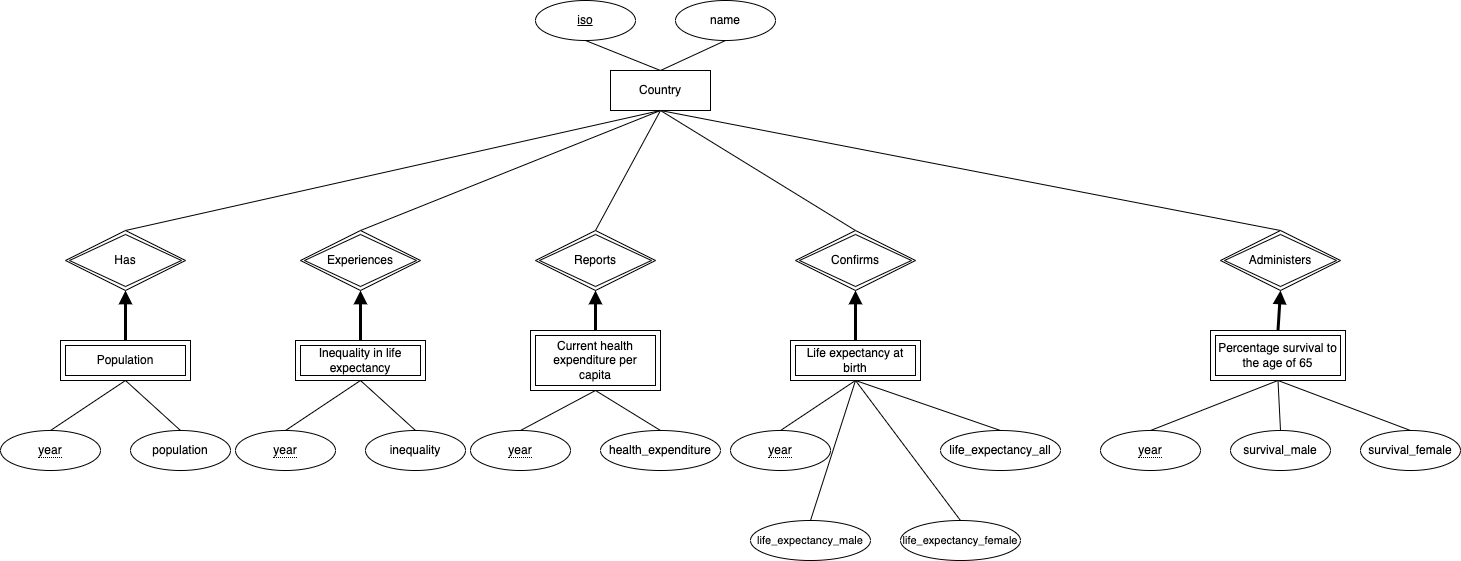 iso
name
Country
Has
Experiences
Reports
Confirms
Administers
Population
Inequality in life
expectancy
Current health
expenditure per
capita
Life expectancy at
birth
Percentage survival to
the age of 65
year
population
year
inequality
year
health_expenditure
year
life_expectancy_all
year
survival_male
survival_female
life_expectancy_male
life_expectancy_female